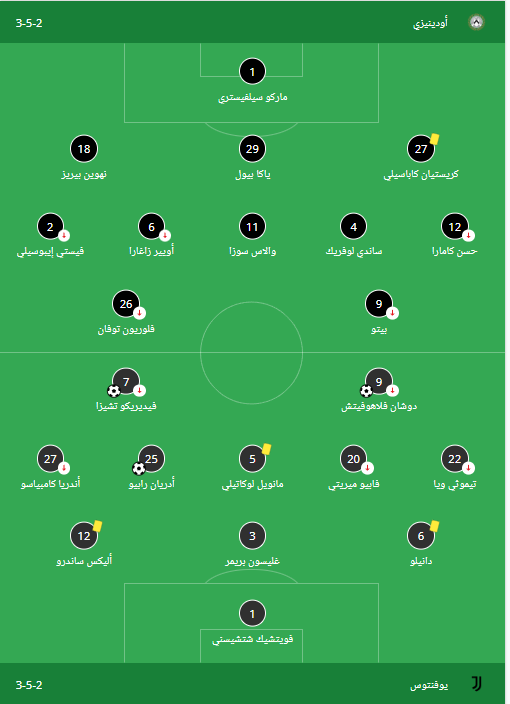 أودينيزي 3-5-2
1
ماركو سيلفيستري
27 29 18
كريستيان كاباسيلي ياكا بيول نهوين بيريز
12 4 11 6 2
حسن كامارا ساندي لوفريك والاس سوزا أويير زاغارا فيستي إيبوسيلي
9 26
بيتو فلوريون توفان
9 7
دوشان فلاهوفيتش فيديريكو تشيزا
22 20 5 25 27
تيموثي ويا فابيو ميريتي مانويل لوكاتيلي أدريان رابيو أندريا كامبياسو
6 3 12
دانيلو غليسون بريمر أليكس ساندرو
1
فويتشيك شتشيسني
يوفنتوس 3-5-2